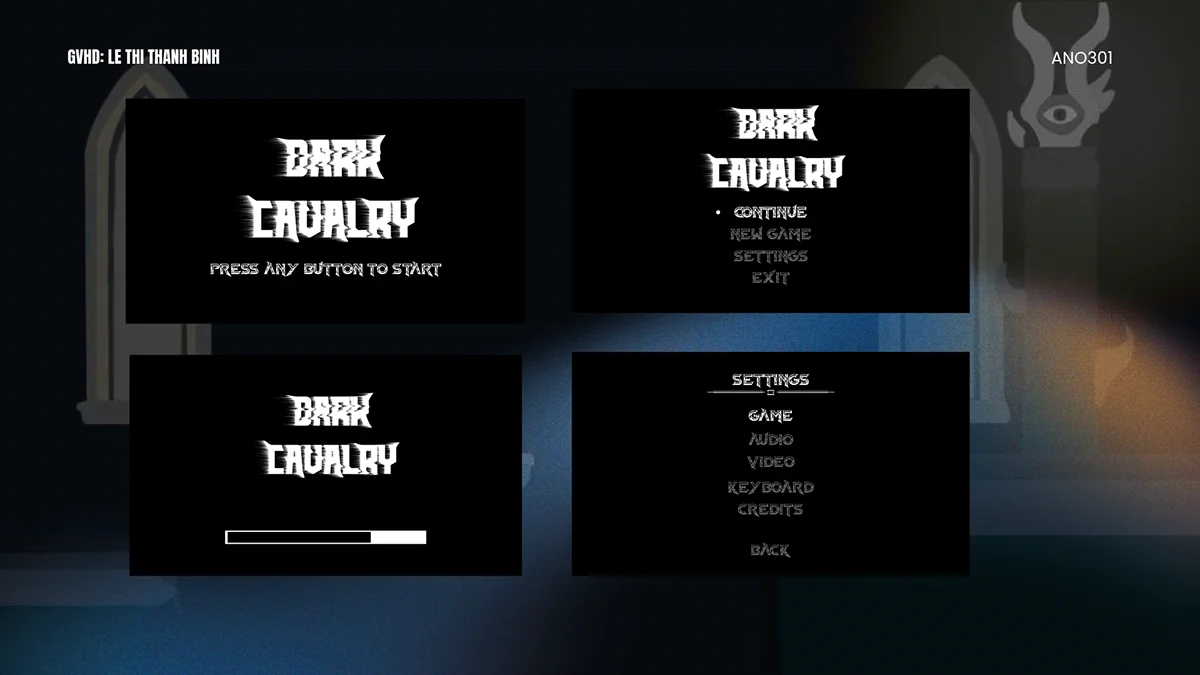 GVHD: LE THI THANH BINH
ANO301
DARK
CAVALRY
PRESS ANY BUTTON TO START
DARK
CAVALRY
• CONTINUE
NEW GAME
SETTINGS
EXIT
DARK
CAVALRY
SETTINGS
GAME
AUDIO
VIDEO
KEYBOARD
CREDITS
BACK